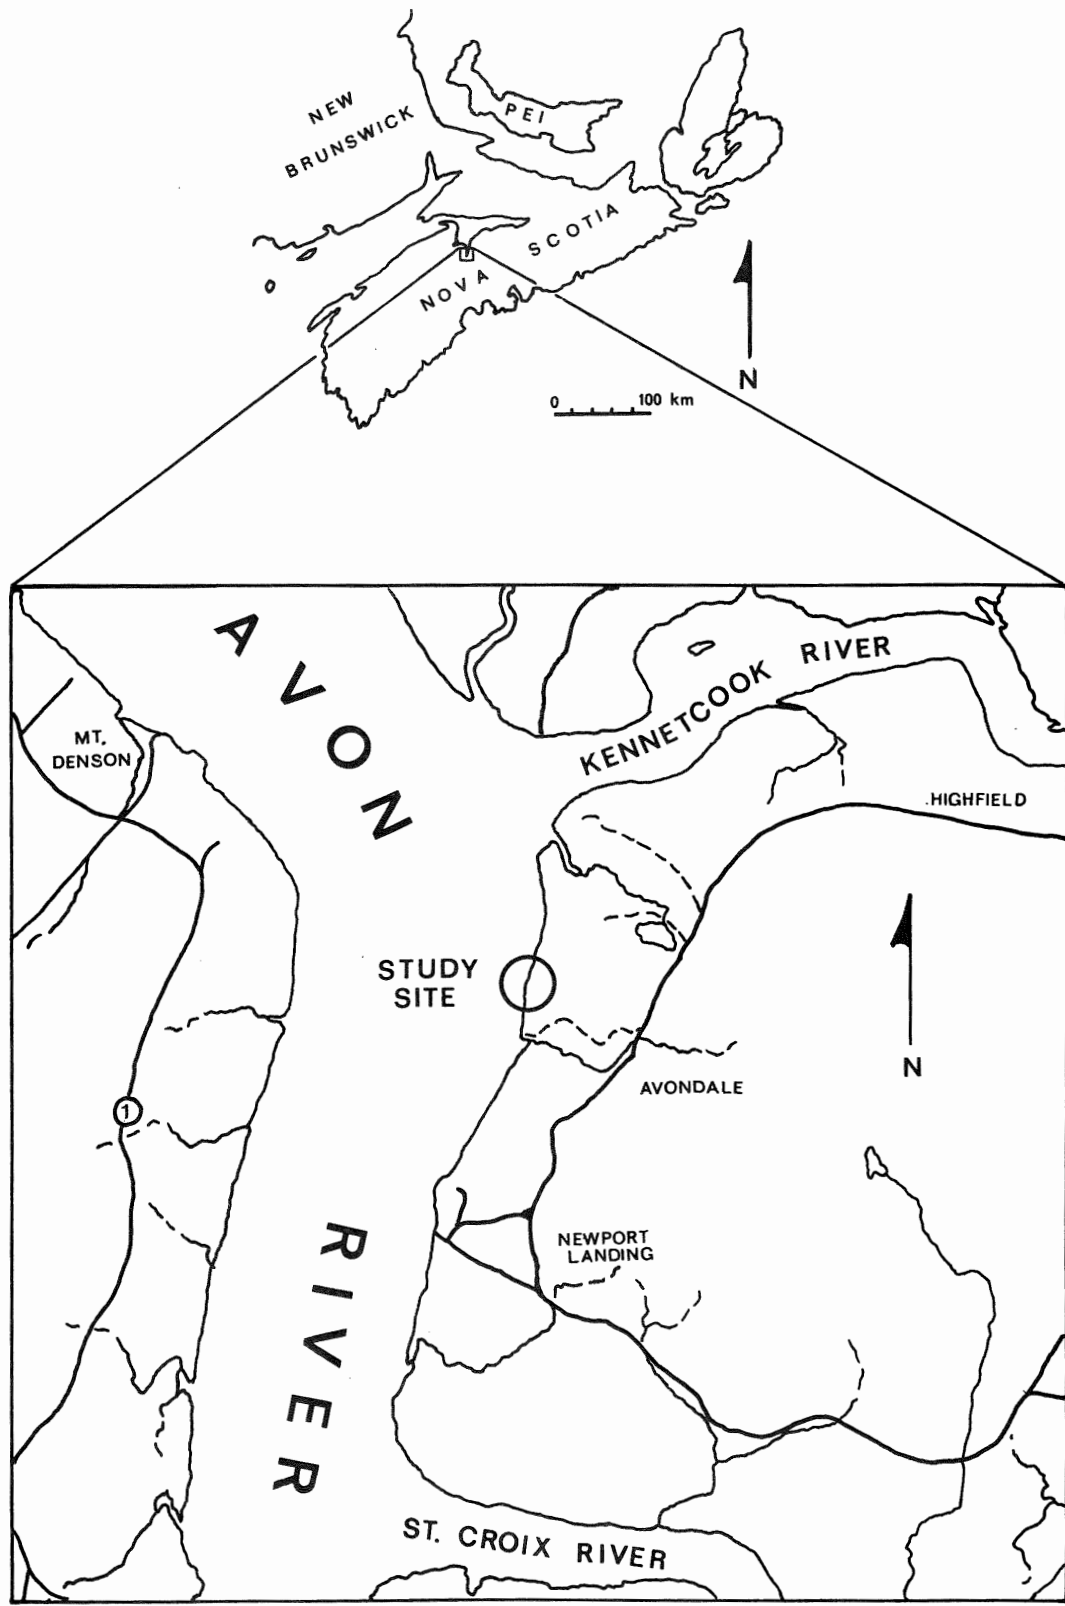 NEW
BRUNSWICK
PEI
NOVA SCOTIA
N
0 100 km
AVON RIVER
KENNETCOOK RIVER
MT.
DENSON
.HIGHFIELD
STUDY
SITE
N
AVONDALE
1
NEWPORT
LANDING
ST. CROIX RIVER